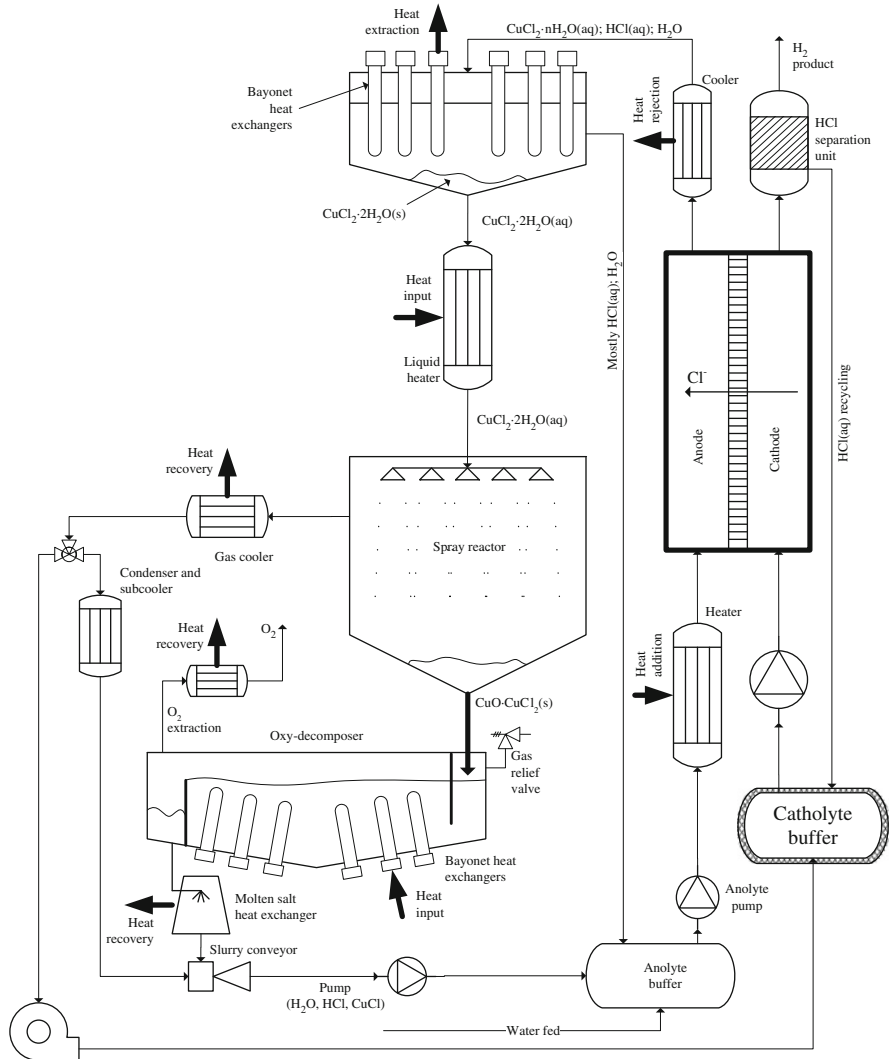 Heat
extraction
CuCl₂·nH₂O(aq); HCl(aq); H₂O
H₂
product
Bayonet
heat
exchangers
Heat
rejection
Cooler
HCl
separation
unit
CuCl₂·2H₂O(s)
CuCl₂·2H₂O(aq)
Heat
input
Liquid
heater
Mostly HCl(aq); H₂O
Cl⁻
Anode
Cathode
HCl(aq) recycling
CuCl₂·2H₂O(aq)
Heat
recovery
Gas cooler
Spray reactor
Condenser and
subcooler
Heat
recovery
O₂
O₂
extraction
Heater
Heat
addition
CuO·CuCl₂(s)
Oxy-decomposer
Gas
relief
valve
Catholyte
buffer
Bayonet heat
exchangers
Heat
input
Molten salt
heat exchanger
Heat
recovery
Anolyte
pump
Slurry conveyor
Pump
(H₂O, HCl, CuCl)
Anolyte
buffer
Water fed